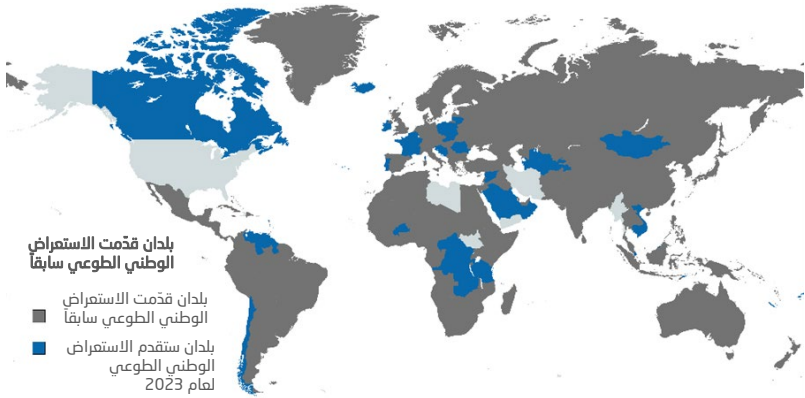 بلدان قدّمت الاستعراض
الوطني الطوعي سابقاً
بلدان قدّمت الاستعراض
الوطني الطوعي سابقاً
بلدان ستقدم الاستعراض
الوطني الطوعي
لعام 2023